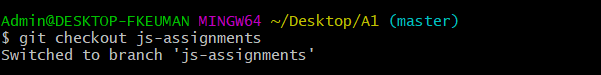 Admin@DESKTOP-FKEUMAN MINGW64 ~/Desktop/A1 (master)
$ git checkout js-assignments
Switched to branch 'js-assignments'